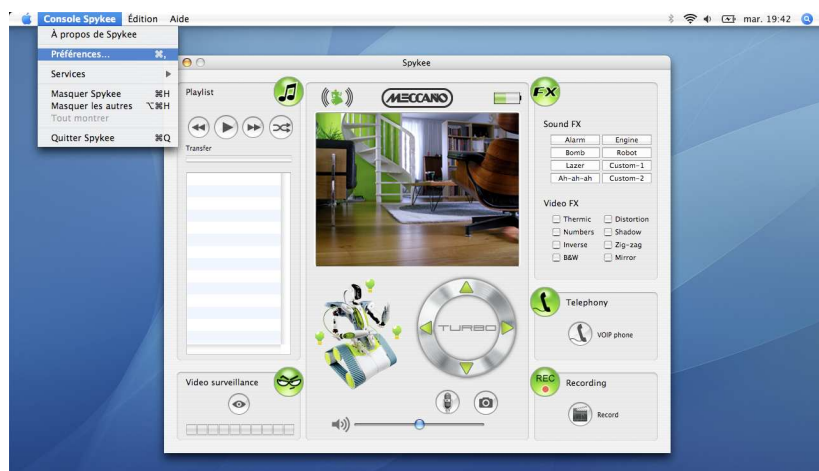 Console Spykee Édition Aide mar. 19:42
À propos de Spykee
Préférences... ⌘,
Services
Masquer Spykee ⌘H
Masquer les autres ⌥⌘H
Tout montrer
Quitter Spykee ⌘Q
Spykee
Playlist
Transfer
Video surveillance
MECCANO
TURBO
FX
Sound FX
Alarm Engine
Bomb Robot
Lazer Custom-1
Ah-ah-ah Custom-2
Video FX
Thermic Distortion
Numbers Shadow
Inverse Zig-zag
B&W Mirror
Telephony
VOIP phone
REC
Recording
Record